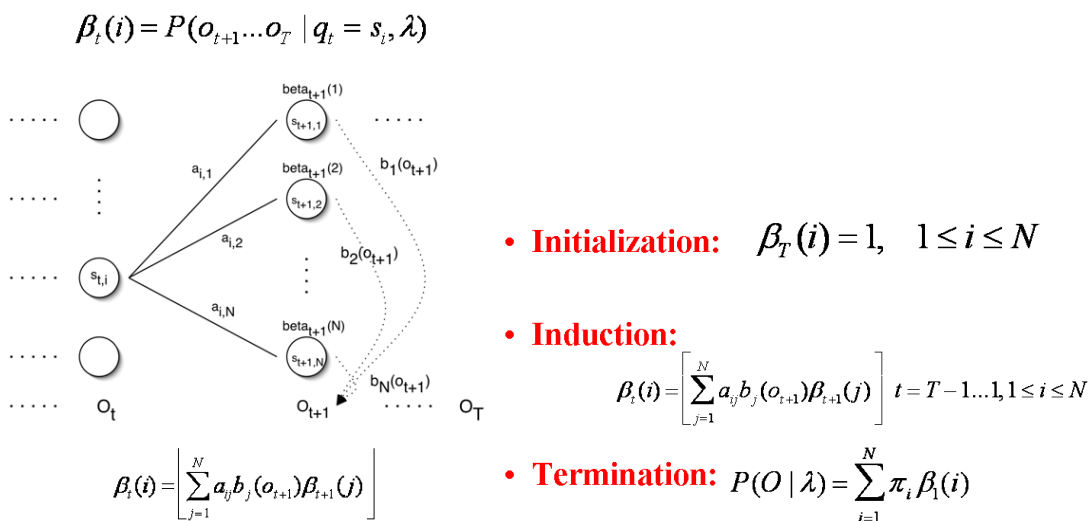 β_t(i) = P(o_{t+1}...o_T | q_t = s_i, λ)
beta_{t+1}(1)
..... s_{t+1,1} .....
a_{i,1}
b_1(o_{t+1})
beta_{t+1}(2)
..... s_{t+1,2}
a_{i,2}
b_2(o_{t+1})
..... s_{t,i}
a_{i,N}
beta_{t+1}(N)
..... s_{t+1,N}
b_N(o_{t+1})
..... O_t O_{t+1} ..... O_T
β_t(i) = [∑_{j=1}^{N} a_{ij} b_j(o_{t+1}) β_{t+1}(j)]
• Initialization: β_T(i) = 1, 1 ≤ i ≤ N
• Induction:
β_t(i) = [∑_{j=1}^{N} a_{ij} b_j(o_{t+1}) β_{t+1}(j)] t = T − 1...1, 1 ≤ i ≤ N
• Termination: P(O | λ) = ∑_{i=1}^{N} π_i β_1(i)